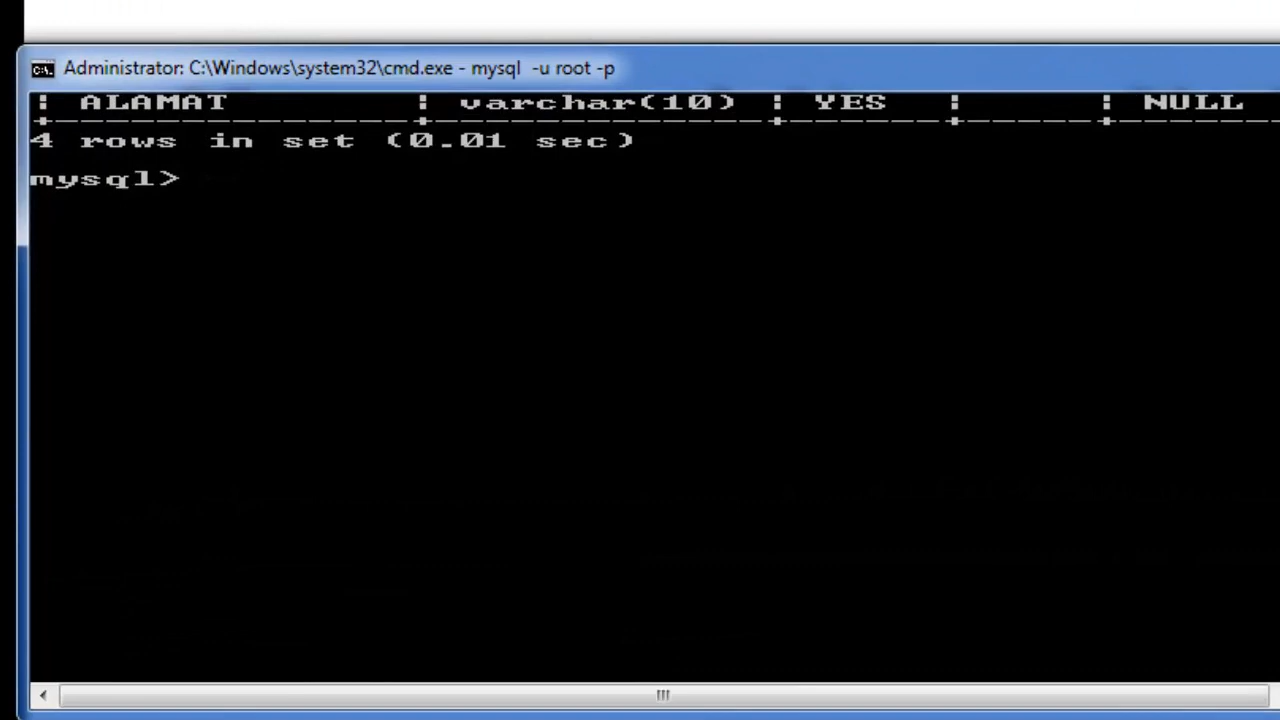 Administrator: C:\Windows\system32\cmd.exe - mysql  -u root -p
| ALAMAT | varchar(10) | YES | | NULL
+----------------+--------------+-------+------+-------
4 rows in set (0.01 sec)
mysql>